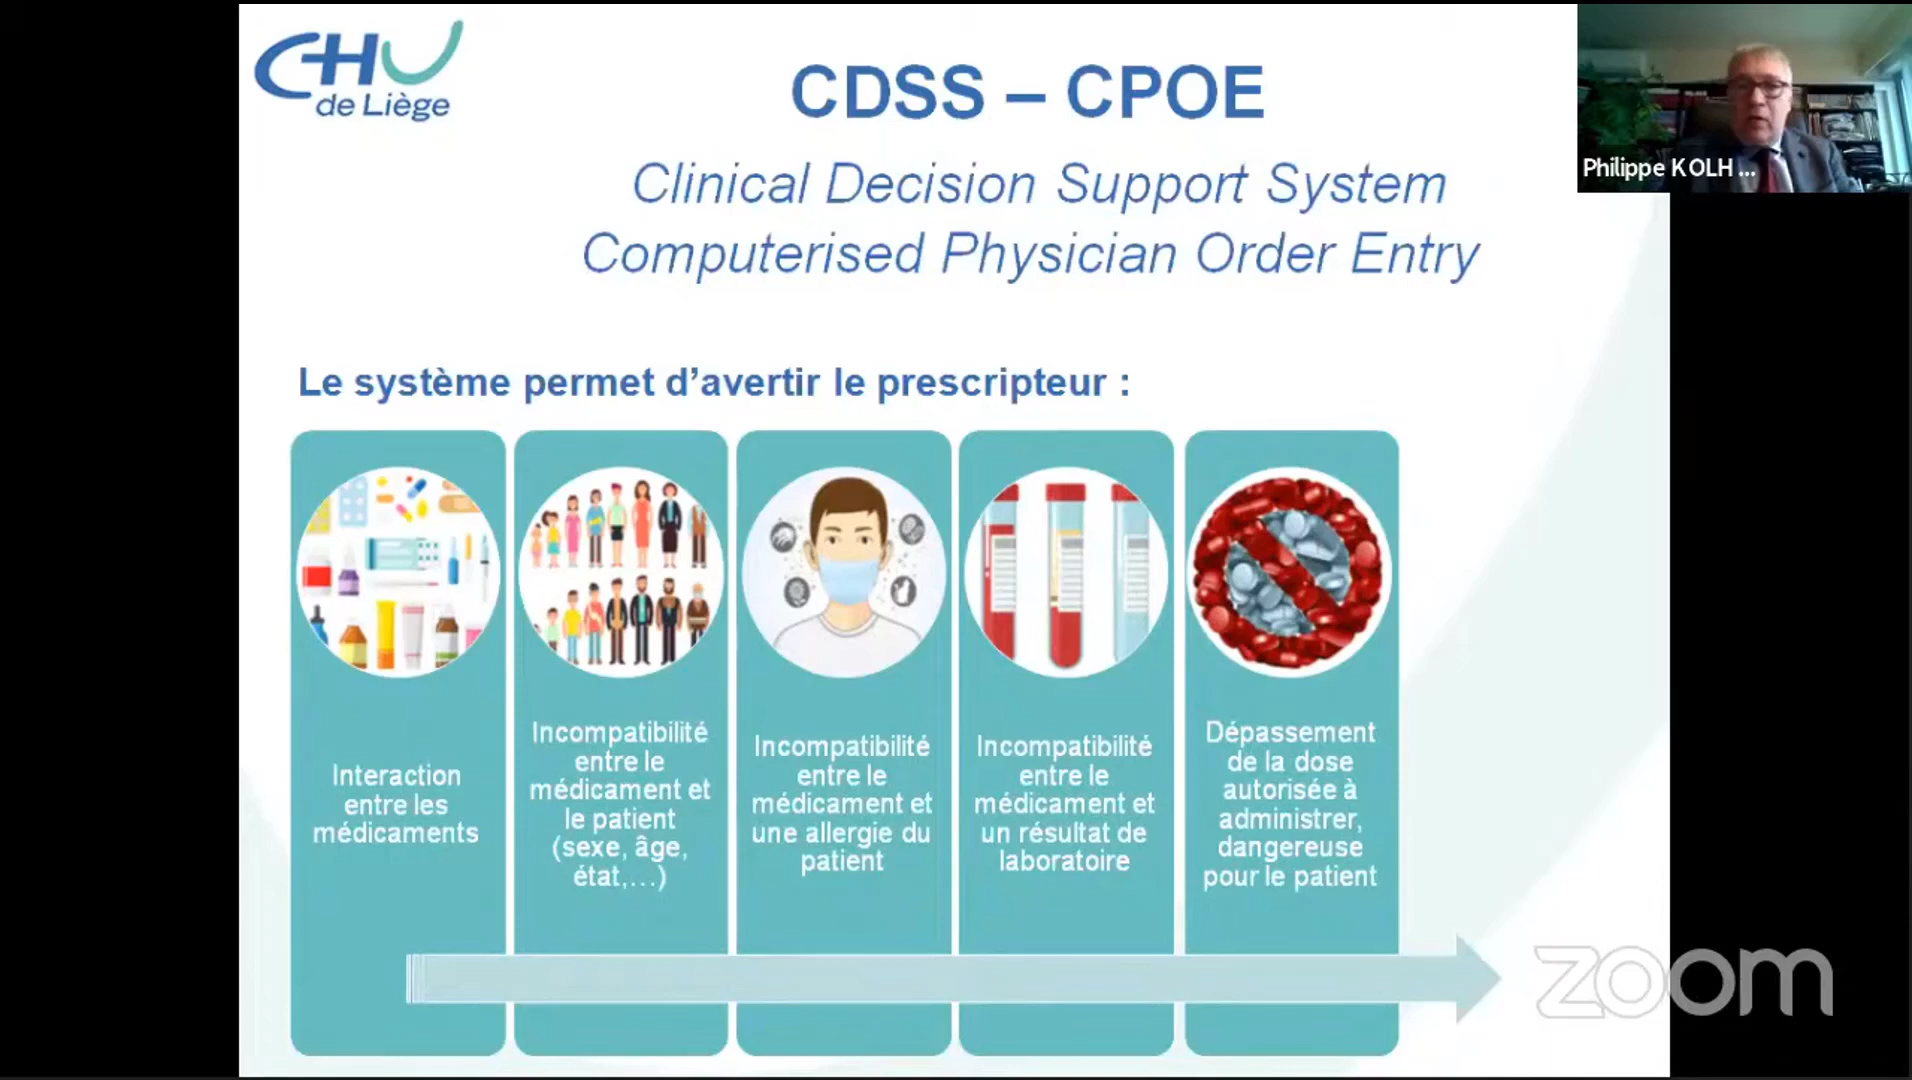 CHU
de Liège
CDSS – CPOE
Clinical Decision Support System
Computerised Physician Order Entry
Philippe KOLH ...
Le système permet d’avertir le prescripteur :
Interaction
entre les
médicaments
Incompatibilité
entre le
médicament et
le patient
(sexe, âge,
état,…)
Incompatibilité
entre le
médicament et
une allergie du
patient
Incompatibilité
entre le
médicament et
un résultat de
laboratoire
Dépassement
de la dose
autorisée à
administrer,
dangereuse
pour le patient
zoom